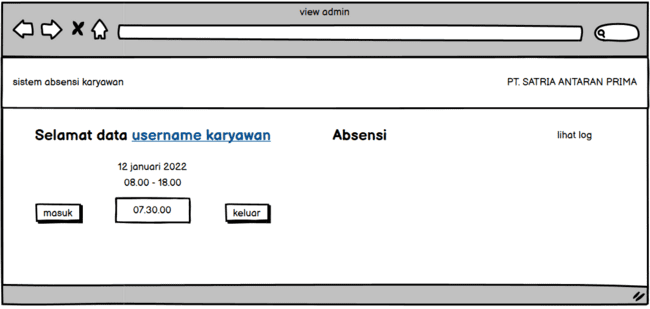 view admin
sistem absensi karyawan
PT. SATRIA ANTARAN PRIMA
Selamat data username karyawan
Absensi
lihat log
12 januari 2022
08.00 - 18.00
masuk
07.30.00
keluar